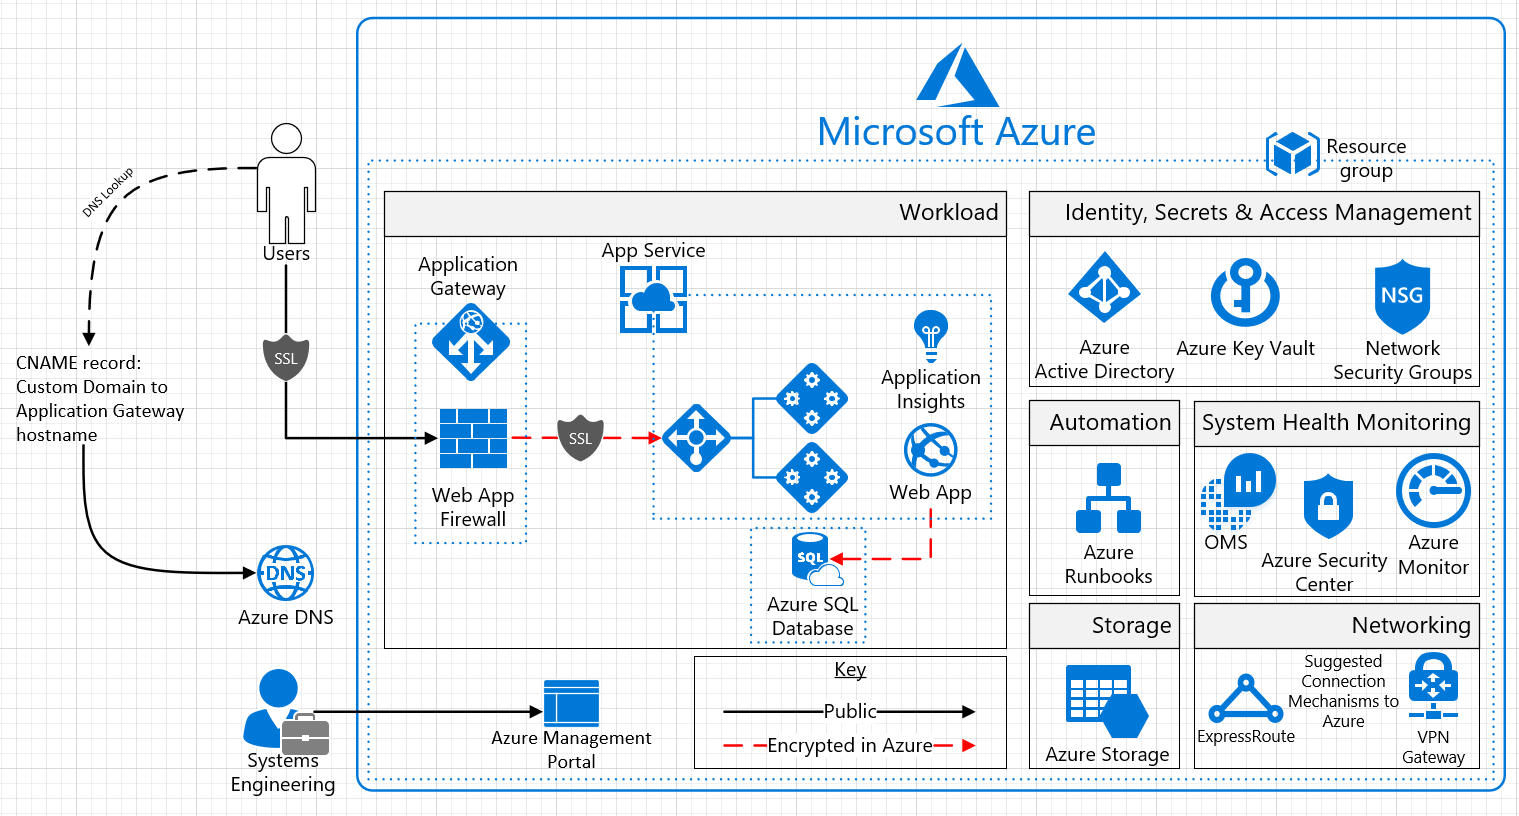 Microsoft Azure
Resource
group
DNS Lookup
Users
SSL
CNAME record:
Custom Domain to
Application Gateway
hostname
DNS
Azure DNS
Systems
Engineering
Workload
Application
Gateway
Web App
Firewall
SSL
App Service
Application
Insights
Web App
SQL
Azure SQL
Database
Azure Management
Portal
Key
Public
Encrypted in Azure
Identity, Secrets & Access Management
Azure
Active Directory
Azure Key Vault
NSG
Network
Security Groups
Automation
Azure
Runbooks
System Health Monitoring
OMS
Azure Security
Center
Azure
Monitor
Storage
Azure Storage
Networking
ExpressRoute
Suggested
Connection
Mechanisms to
Azure
VPN
Gateway